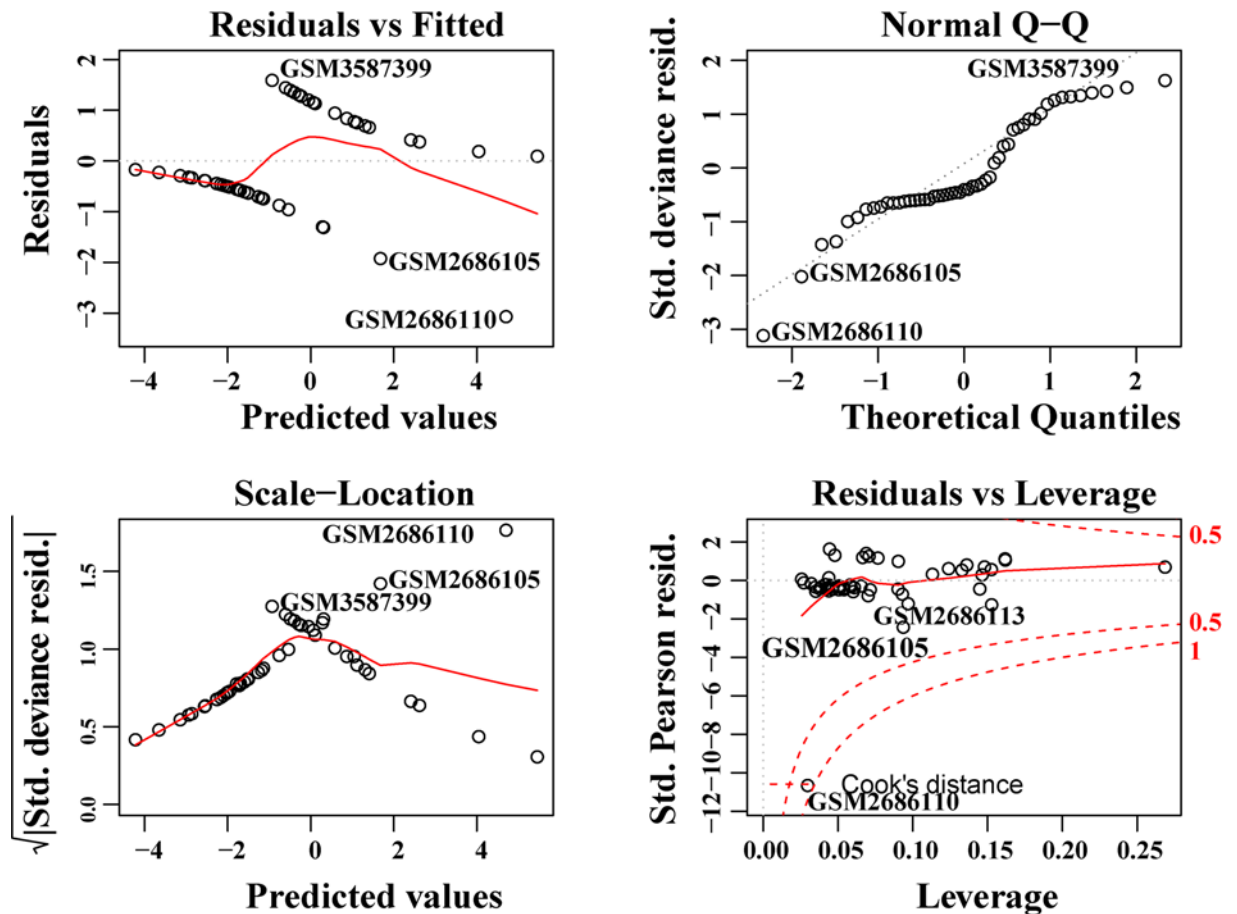 Residuals vs Fitted
Residuals
2
1
0
−1
−2
−3
GSM3587399
GSM2686105
GSM2686110
−4
−2
0
2
4
Predicted values
Normal Q−Q
Std. deviance resid.
2
1
0
−1
−2
−3
GSM3587399
GSM2686105
GSM2686110
−2
−1
0
1
2
Theoretical Quantiles
Scale−Location
√|Std. deviance resid.|
1.5
1.0
0.5
0.0
GSM2686110
GSM2686105
GSM3587399
−4
−2
0
2
4
Predicted values
Residuals vs Leverage
Std. Pearson resid.
2
0
−2
−4
−6
−8
−10
−12
0.5
0.5
1
GSM2686113
GSM2686105
Cook's distance
GSM2686110
0.00
0.05
0.10
0.15
0.20
0.25
Leverage